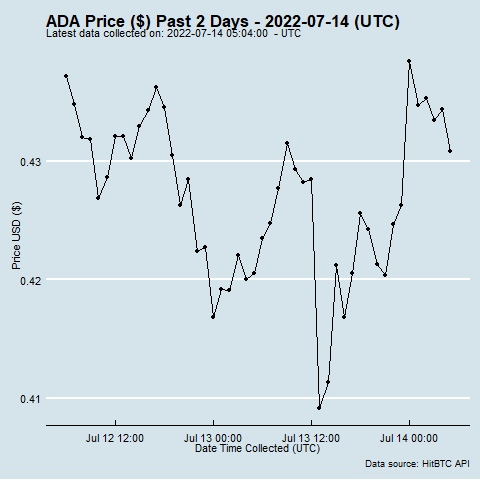 ADA Price ($) Past 2 Days - 2022-07-14 (UTC)
Latest data collected on: 2022-07-14 05:04:00  - UTC
Price USD ($)
0.43
0.42
0.41
Jul 12 12:00
Jul 13 00:00
Jul 13 12:00
Jul 14 00:00
Date Time Collected (UTC)
Data source: HitBTC API